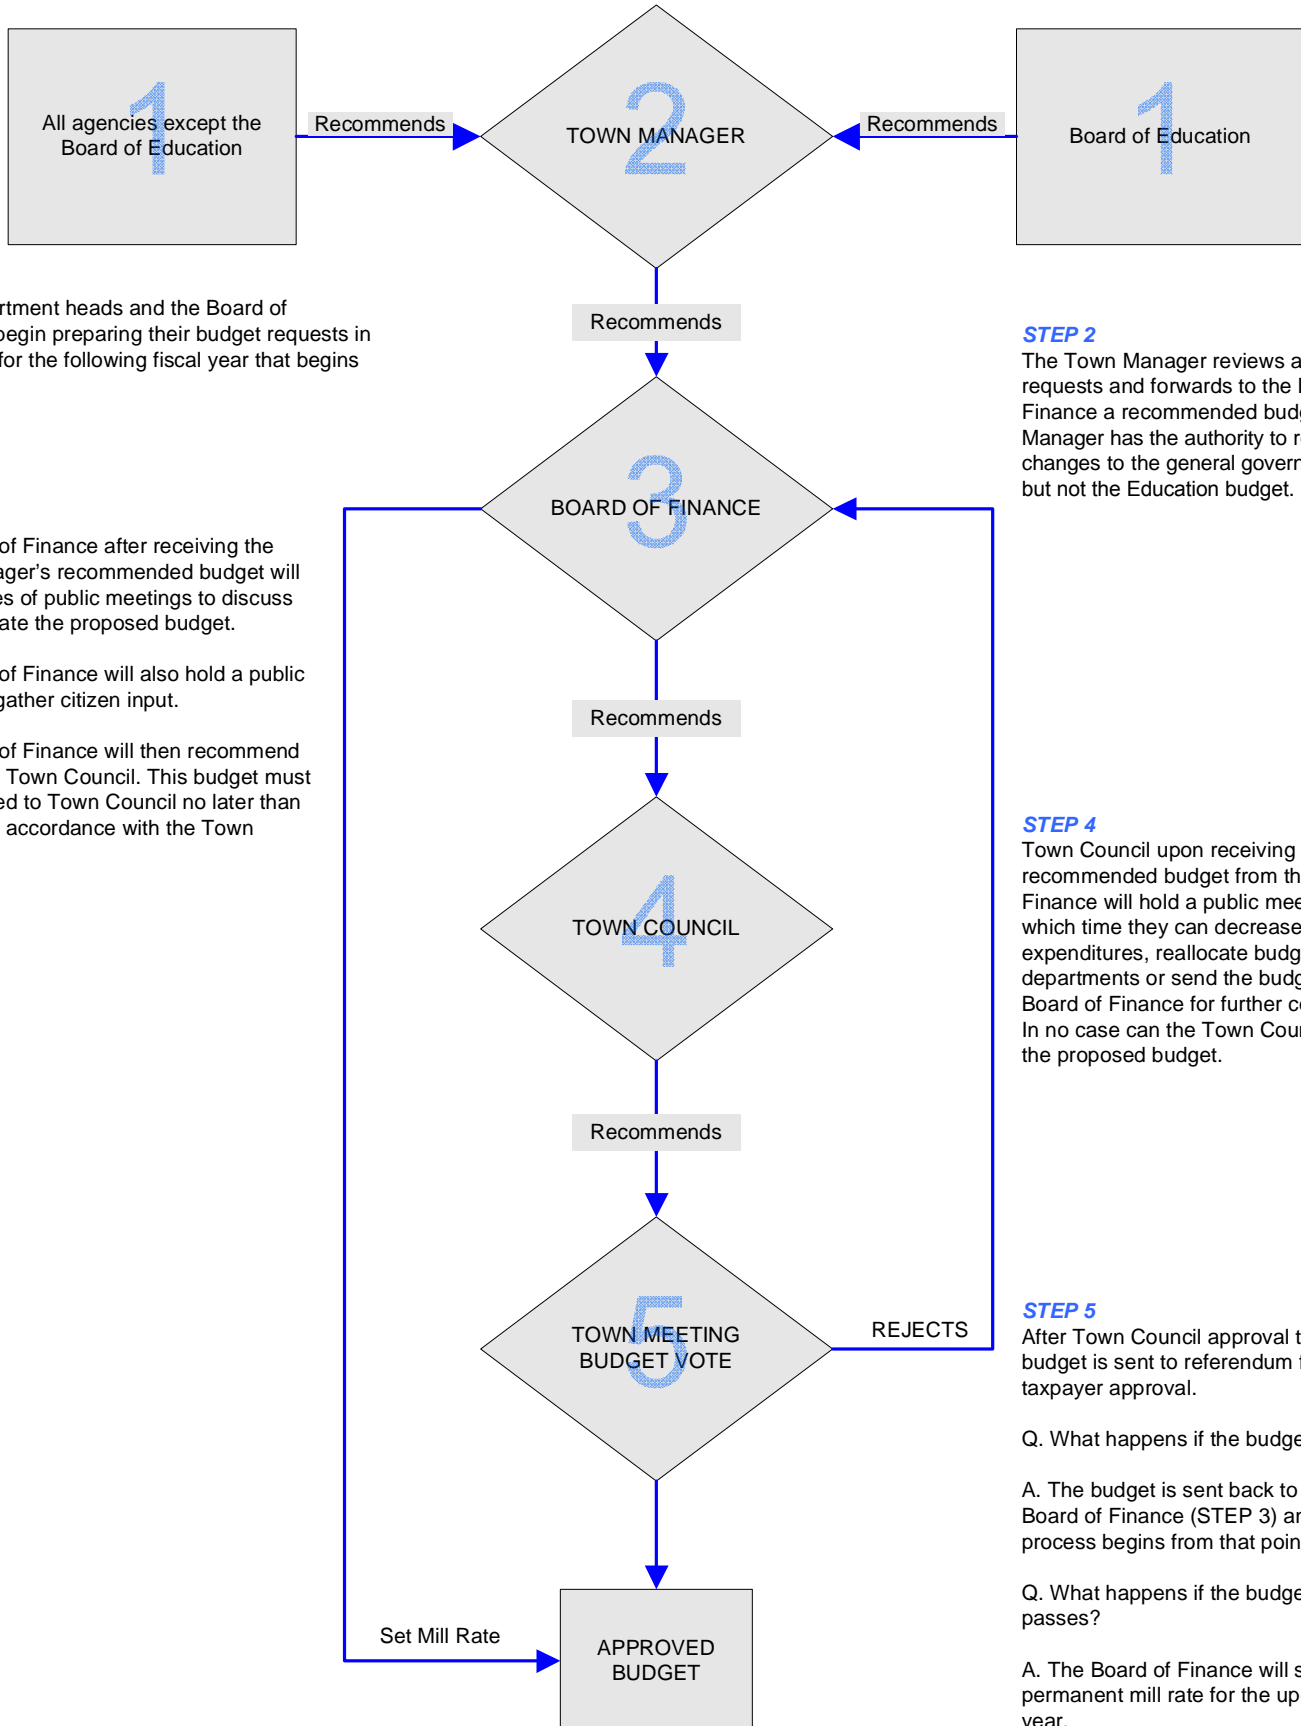 1
All agencies except the
Board of Education
Recommends
2
TOWN MANAGER
Recommends
1
Board of Education
Recommends
rtment heads and the Board of
begin preparing their budget requests in
for the following fiscal year that begins
STEP 2
The Town Manager reviews a
requests and forwards to the
Finance a recommended budg
Manager has the authority to r
changes to the general govern
but not the Education budget.
3
BOARD OF FINANCE
of Finance after receiving the
ager's recommended budget will
es of public meetings to discuss
ate the proposed budget.
of Finance will also hold a public
gather citizen input.
of Finance will then recommend
Town Council. This budget must
ed to Town Council no later than
accordance with the Town
Recommends
4
TOWN COUNCIL
STEP 4
Town Council upon receiving
recommended budget from th
Finance will hold a public mee
which time they can decrease
expenditures, reallocate budg
departments or send the budg
Board of Finance for further c
In no case can the Town Cou
the proposed budget.
Recommends
5
TOWN MEETING
BUDGET VOTE
REJECTS
STEP 5
After Town Council approval t
budget is sent to referendum f
taxpayer approval.
Q. What happens if the budge
A. The budget is sent back to
Board of Finance (STEP 3) a
process begins from that poin
Q. What happens if the budge
passes?
A. The Board of Finance will s
permanent mill rate for the up
year.
Set Mill Rate
APPROVED
BUDGET